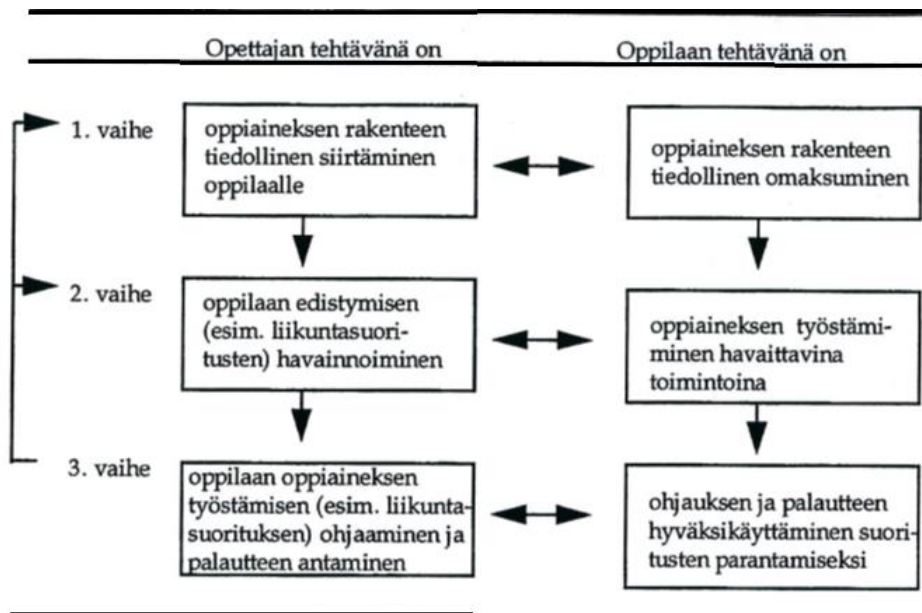 Opettajan tehtävänä on
Oppilaan tehtävänä on
1. vaihe
oppiaineksen rakenteen
tiedollinen siirtäminen
oppilaalle
oppiaineksen rakenteen
tiedollinen omaksuminen
2. vaihe
oppilaan edistymisen
(esim. liikuntasuori-
tusten) havainnoiminen
oppiaineksen työstämi-
minen havaittavina
toimintoina
3. vaihe
oppilaan oppiaineksen
työstämisen (esim. liikunta-
suorituksen) ohjaaminen ja
palautteen antaminen
ohjauksen ja palautteen
hyväksikäyttäminen suori-
tusten parantamiseksi